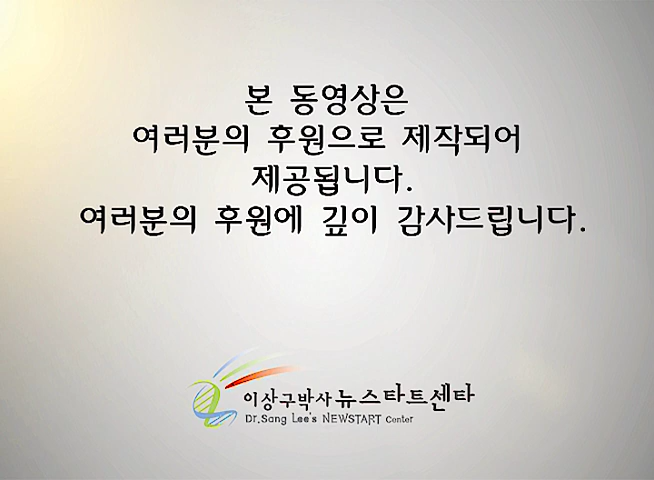 본 동영상은
여러분의 후원으로 제작되어
제공됩니다.
여러분의 후원에 깊이 감사드립니다.
이상구박사 뉴스타트센타
Dr.Sang Lee's NEWSTART Center